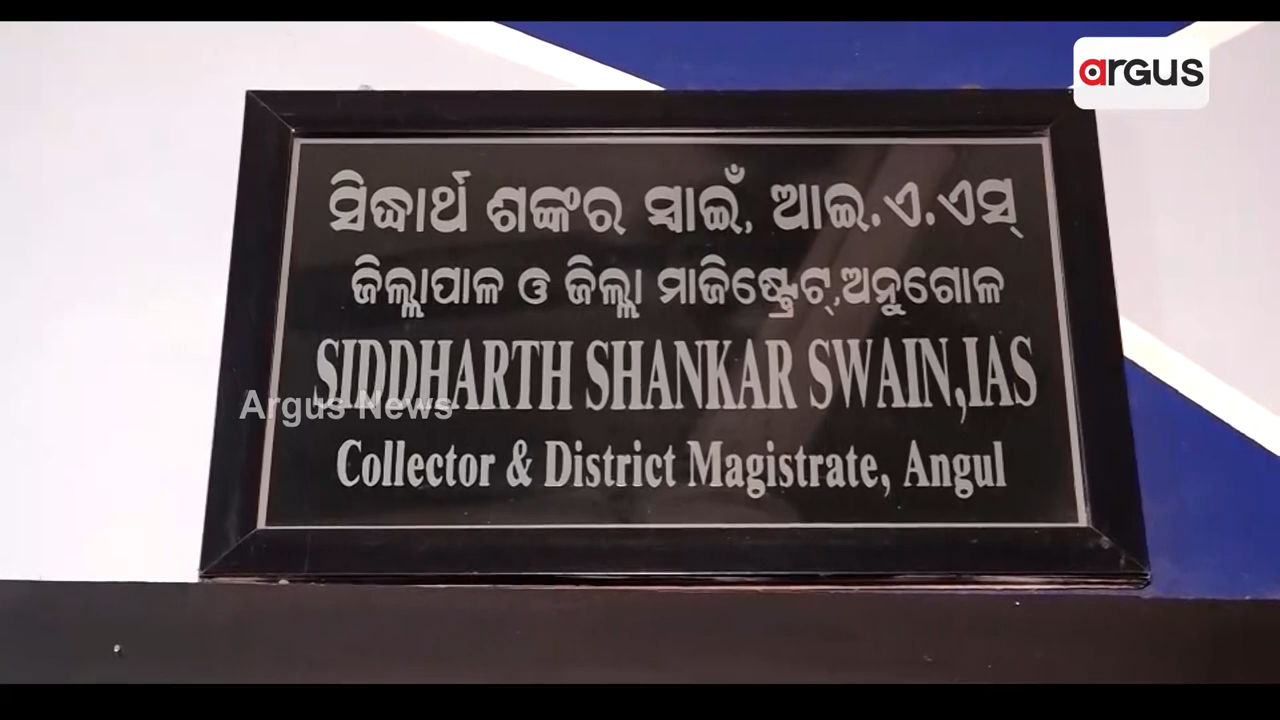 argus
ସିଦ୍ଧାର୍ଥ ଶଙ୍କର ସ୍ୱାଇଁ, ଆଇ.ଏ.ଏସ୍
ଜିଲ୍ଲାପାଳ ଓ ଜିଲ୍ଲା ମାଜିଷ୍ଟ୍ରେଟ୍,ଅନୁଗୋଳ
SIDDHARTH SHANKAR SWAIN,IAS
Argus News
Collector & District Magistrate, Angul